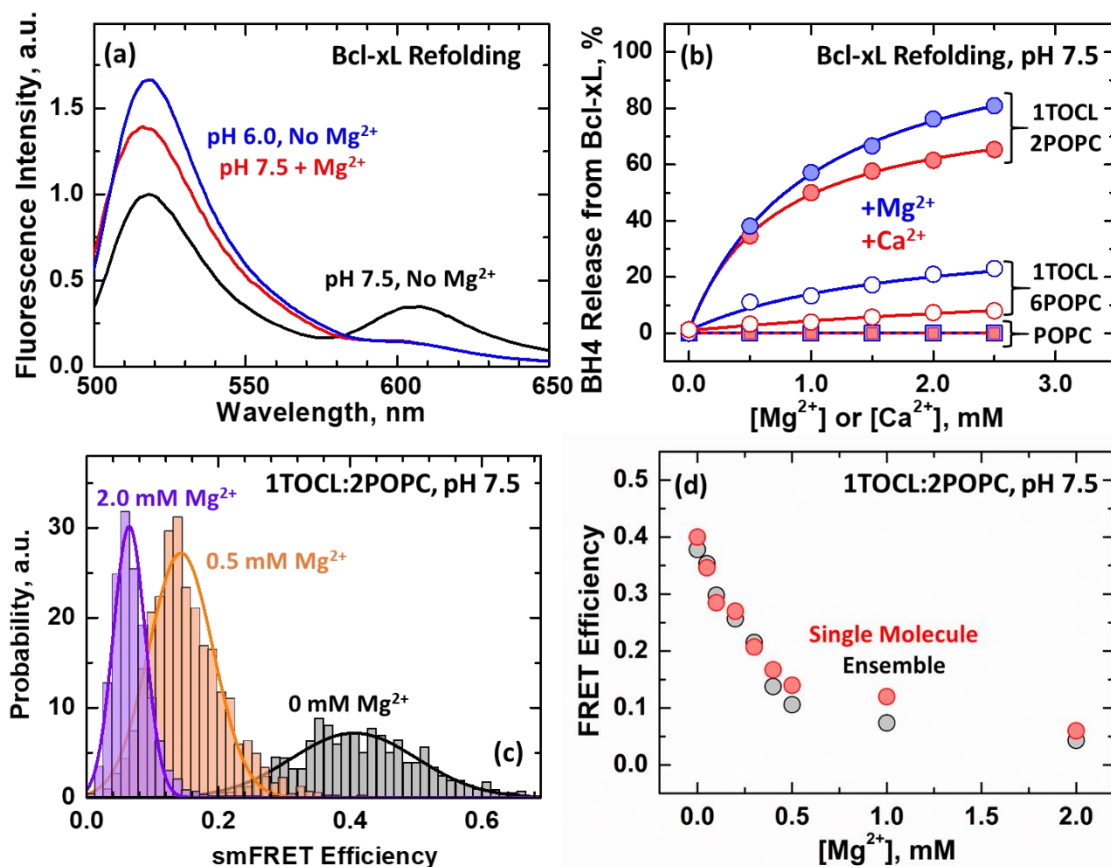 (a)
Bcl-xL Refolding
pH 6.0, No Mg²⁺
pH 7.5 + Mg²⁺
pH 7.5, No Mg²⁺
Fluorescence Intensity, a.u.
1.5
1.0
0.5
0.0
500 550 600 650
Wavelength, nm
(b)
Bcl-xL Refolding, pH 7.5
1TOCL
2POPC
+Mg²⁺
+Ca²⁺
1TOCL
6POPC
POPC
BH4 Release from Bcl-xL, %
100
80
60
40
20
0
0.0 1.0 2.0 3.0
[Mg²⁺] or [Ca²⁺], mM
1TOCL:2POPC, pH 7.5
2.0 mM Mg²⁺
0.5 mM Mg²⁺
0 mM Mg²⁺
(c)
Probability, a.u.
30
20
10
0
0.0 0.2 0.4 0.6
smFRET Efficiency
(d)
1TOCL:2POPC, pH 7.5
Single Molecule
Ensemble
FRET Efficiency
0.5
0.4
0.3
0.2
0.1
0.0
0.0 0.5 1.0 1.5 2.0
[Mg²⁺], mM